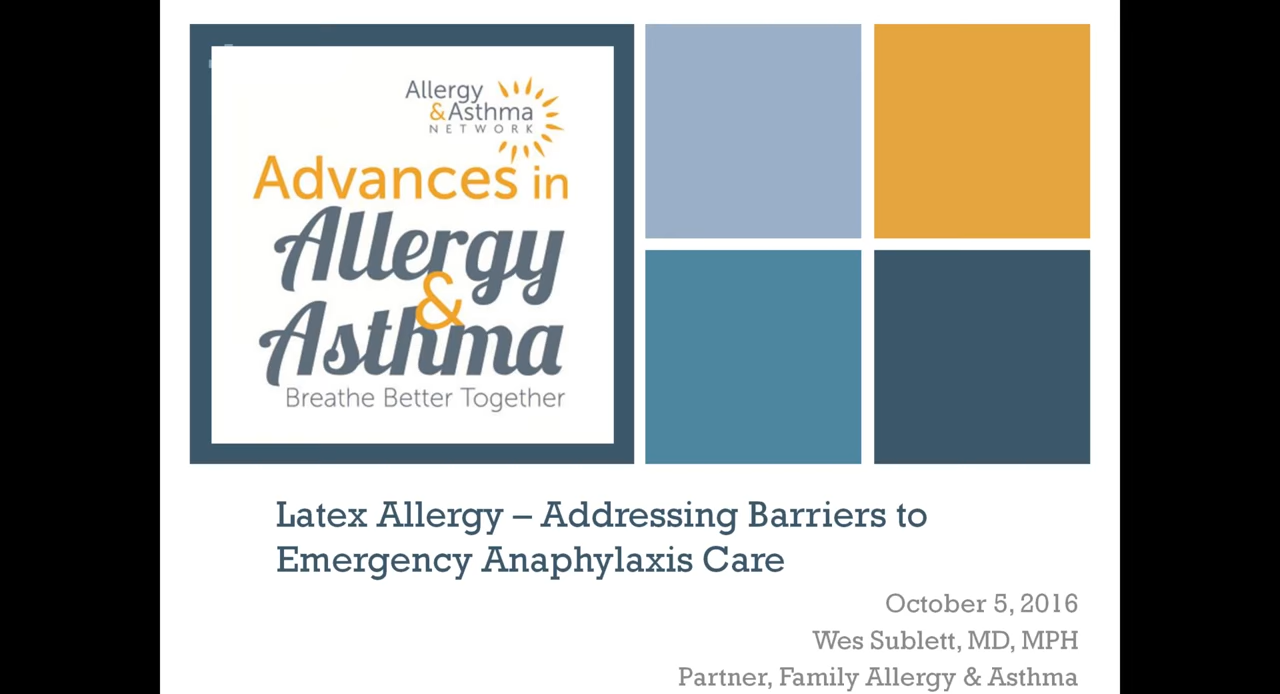 Allergy
&Asthma
NETWORK
Advances in
Allergy
&
Asthma
Breathe Better Together
Latex Allergy – Addressing Barriers to
Emergency Anaphylaxis Care
October 5, 2016
Wes Sublett, MD, MPH
Partner, Family Allergy & Asthma